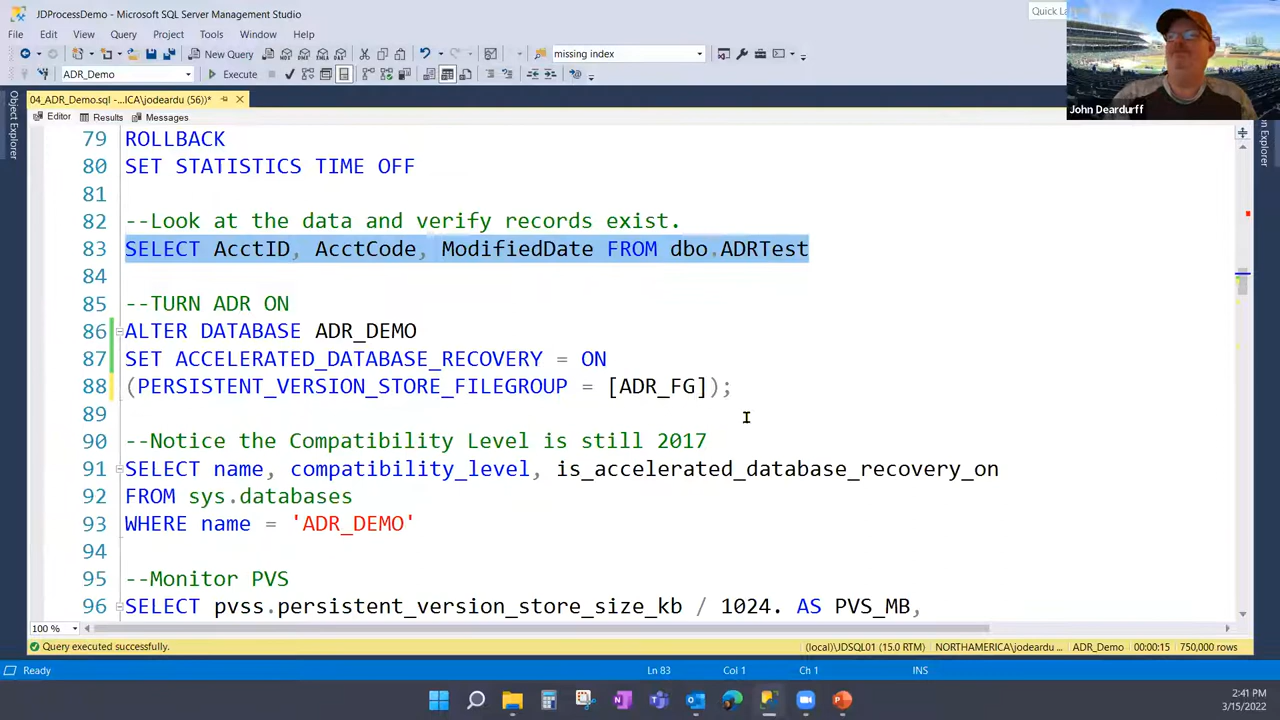 JDProcessDemo - Microsoft SQL Server Management Studio
Quick La
File Edit View Query Project Tools Window Help
New Query
missing index
ADR_Demo
Execute
John Deardurff
04_ADR_Demo.sql -...ICA\jodeardu (56))*
Object Explorer
Editor Results Messages
79 ROLLBACK
80 SET STATISTICS TIME OFF
81
82 --Look at the data and verify records exist.
83 SELECT AcctID, AcctCode, ModifiedDate FROM dbo.ADRTest
84
85 --TURN ADR ON
86 ALTER DATABASE ADR_DEMO
87 SET ACCELERATED_DATABASE_RECOVERY = ON
88 (PERSISTENT_VERSION_STORE_FILEGROUP = [ADR_FG]);
89
90 --Notice the Compatibility Level is still 2017
91 SELECT name, compatibility_level, is_accelerated_database_recovery_on
92 FROM sys.databases
93 WHERE name = 'ADR_DEMO'
94
95 --Monitor PVS
96 SELECT pvss.persistent_version_store_size_kb / 1024. AS PVS_MB,
100 %
Query executed successfully.
(local)\JDSQL01 (15.0 RTM) NORTHAMERICA\jodeardu ... ADR_Demo 00:00:15 750,000 rows
Ready Ln 83 Col 1 Ch 1 INS
2:41 PM
3/15/2022